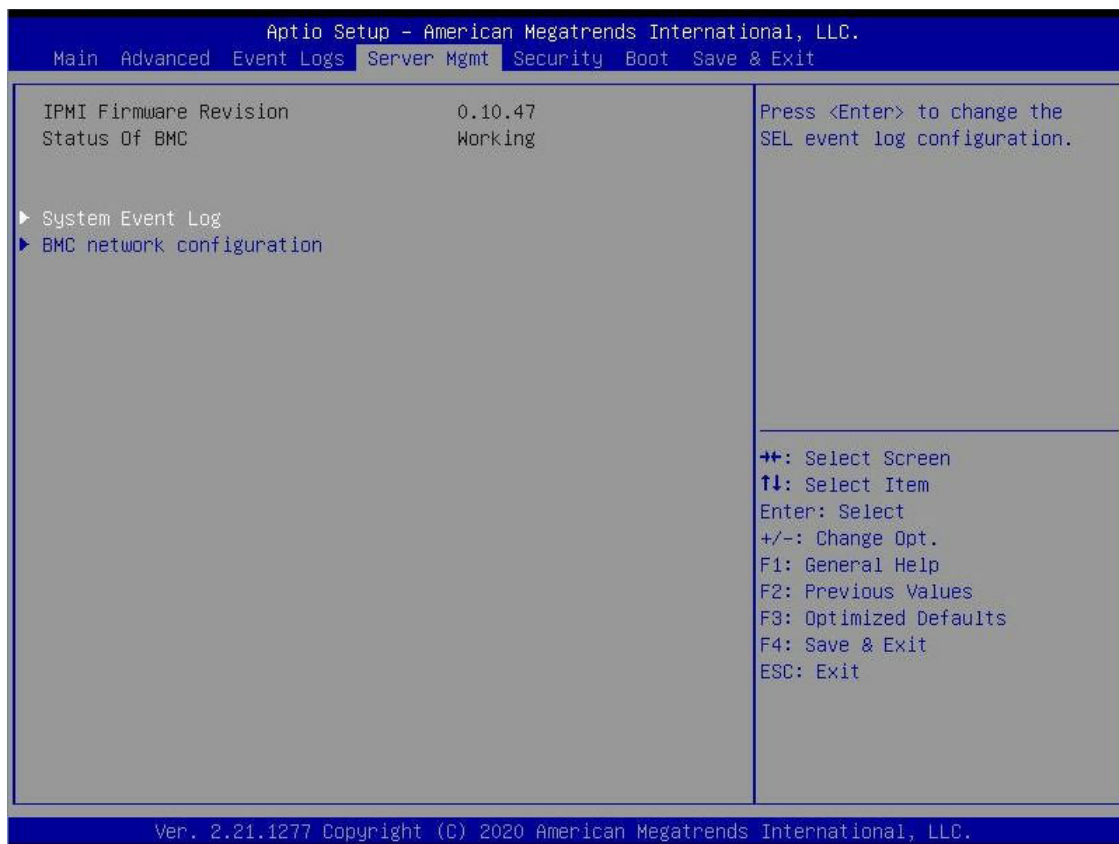 Aptio Setup – American Megatrends International, LLC.
Main Advanced Event Logs Server Mgmt Security Boot Save & Exit
IPMI Firmware Revision 0.10.47
Status Of BMC Working
System Event Log
BMC network configuration
Press <Enter> to change the
SEL event log configuration.
→←: Select Screen
↑↓: Select Item
Enter: Select
+/-: Change Opt.
F1: General Help
F2: Previous Values
F3: Optimized Defaults
F4: Save & Exit
ESC: Exit
Ver. 2.21.1277 Copyright (C) 2020 American Megatrends International, LLC.